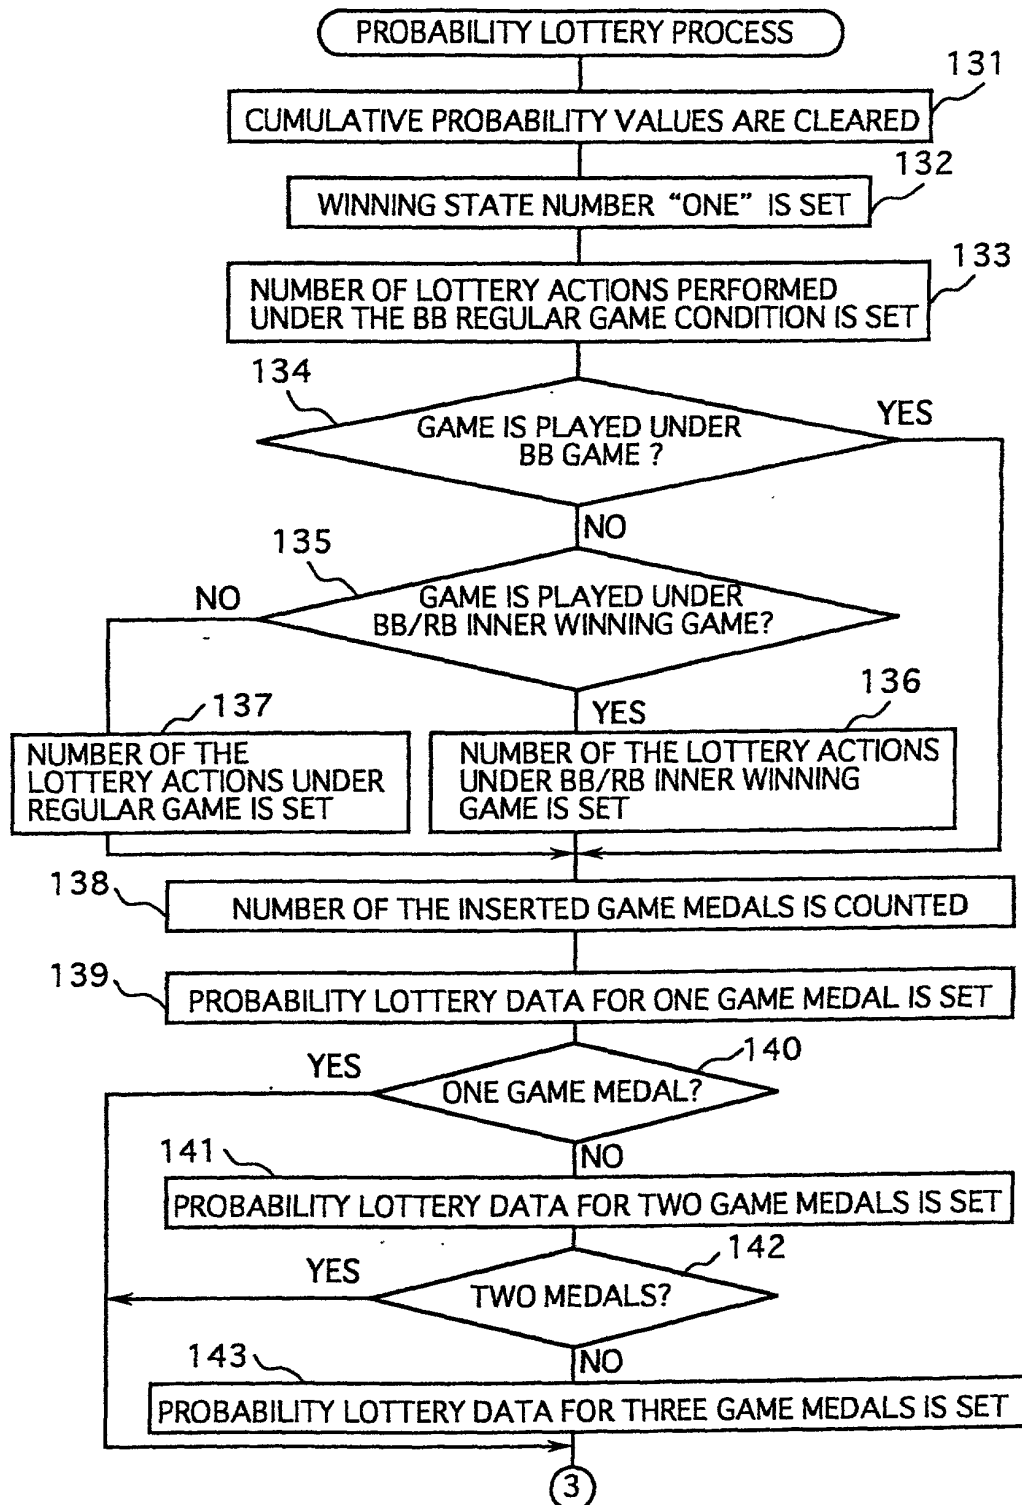 PROBABILITY LOTTERY PROCESS
131
CUMULATIVE PROBABILITY VALUES ARE CLEARED
132
WINNING STATE NUMBER “ONE” IS SET
133
NUMBER OF LOTTERY ACTIONS PERFORMED
UNDER THE BB REGULAR GAME CONDITION IS SET
134
GAME IS PLAYED UNDER
BB GAME ?
YES
NO
135
GAME IS PLAYED UNDER
BB/RB INNER WINNING GAME?
NO
YES
137
NUMBER OF THE
LOTTERY ACTIONS UNDER
REGULAR GAME IS SET
136
NUMBER OF THE LOTTERY ACTIONS
UNDER BB/RB INNER WINNING
GAME IS SET
138
NUMBER OF THE INSERTED GAME MEDALS IS COUNTED
139
PROBABILITY LOTTERY DATA FOR ONE GAME MEDAL IS SET
140
YES
ONE GAME MEDAL?
NO
141
PROBABILITY LOTTERY DATA FOR TWO GAME MEDALS IS SET
142
YES
TWO MEDALS?
NO
143
PROBABILITY LOTTERY DATA FOR THREE GAME MEDALS IS SET
3